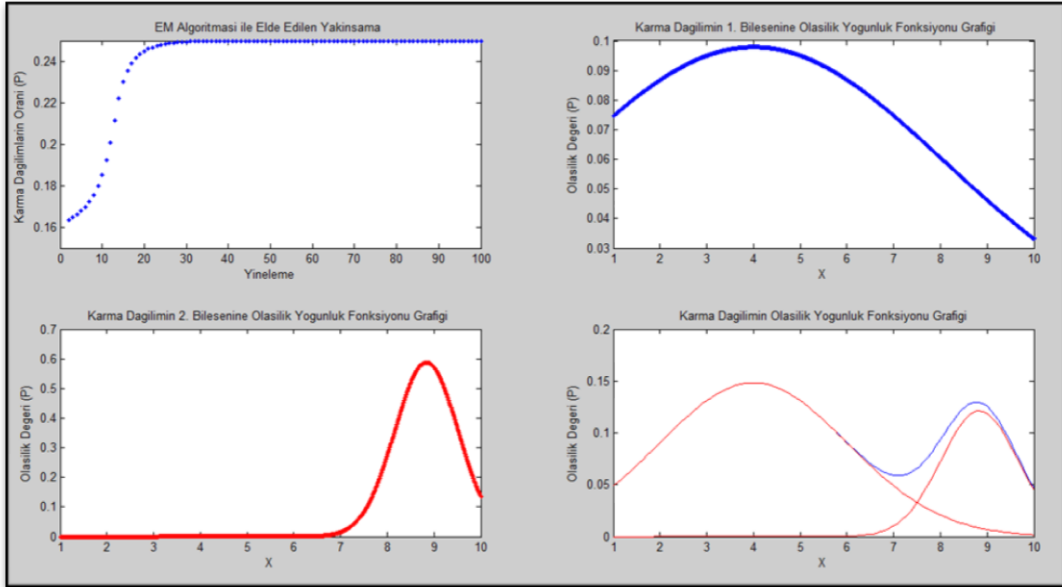 EM Algoritmasi ile Elde Edilen Yakinsama
Karma Dagilimlarin Orani (P)
0.24
0.22
0.2
0.18
0.16
0 10 20 30 40 50 60 70 80 90 100
Yineleme
Karma Dagilimin 1. Bilesenine Olasilik Yogunluk Fonksiyonu Grafigi
Olasilik Degeri (P)
0.1
0.09
0.08
0.07
0.06
0.05
0.04
0.03
1 2 3 4 5 6 7 8 9 10
X
Karma Dagilimin 2. Bilesenine Olasilik Yogunluk Fonksiyonu Grafigi
Olasilik Degeri (P)
0.7
0.6
0.5
0.4
0.3
0.2
0.1
0
1 2 3 4 5 6 7 8 9 10
X
Karma Dagilimin Olasilik Yogunluk Fonksiyonu Grafigi
Olasilik Degeri (P)
0.2
0.15
0.1
0.05
0
1 2 3 4 5 6 7 8 9 10
X